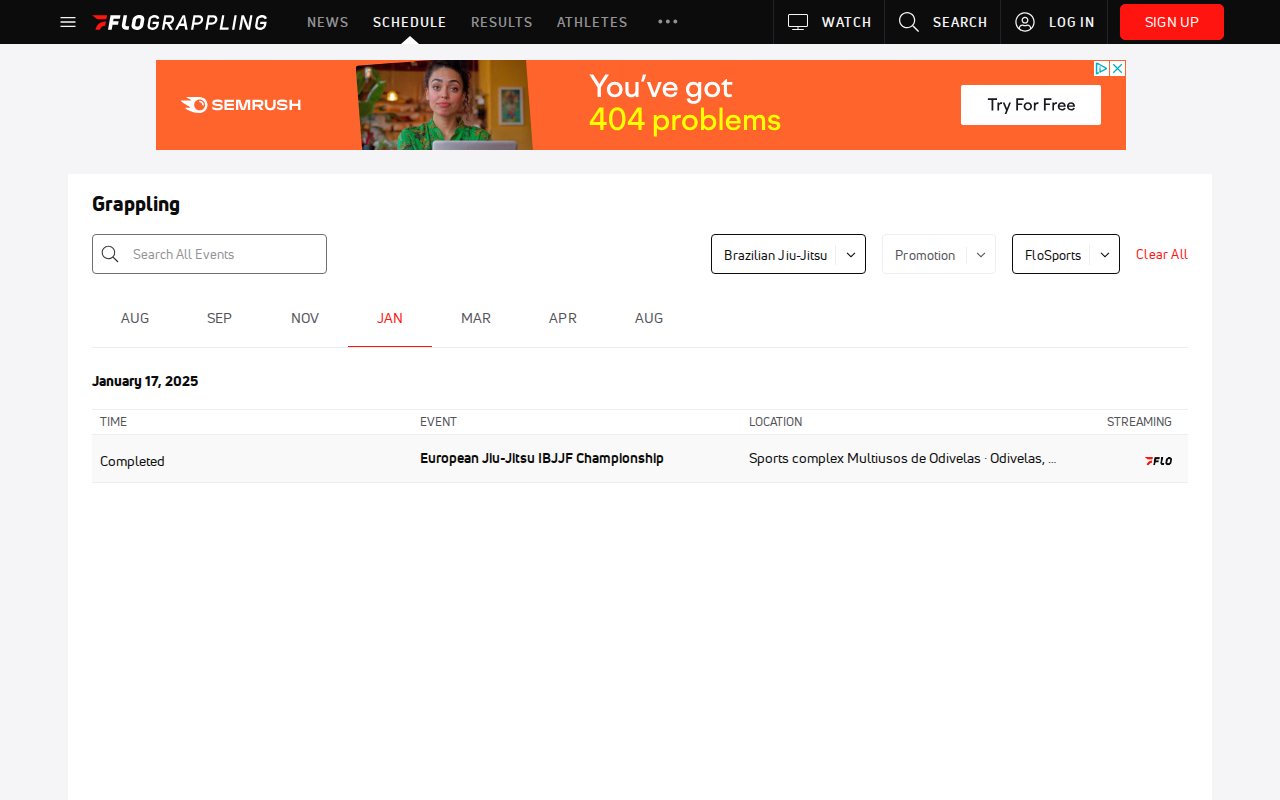 FLOGRAPPLING
NEWS
SCHEDULE
RESULTS
ATHLETES
WATCH
SEARCH
LOG IN
SIGN UP
SEMRUSH
You've got
404 problems
Try For Free
Grappling
Search All Events
Brazilian Jiu-Jitsu
Promotion
FloSports
Clear All
AUG
SEP
NOV
JAN
MAR
APR
AUG
January 17, 2025
TIME
EVENT
LOCATION
STREAMING
Completed
European Jiu-Jitsu IBJJF Championship
Sports complex Multiusos de Odivelas · Odivelas, ...
FLO